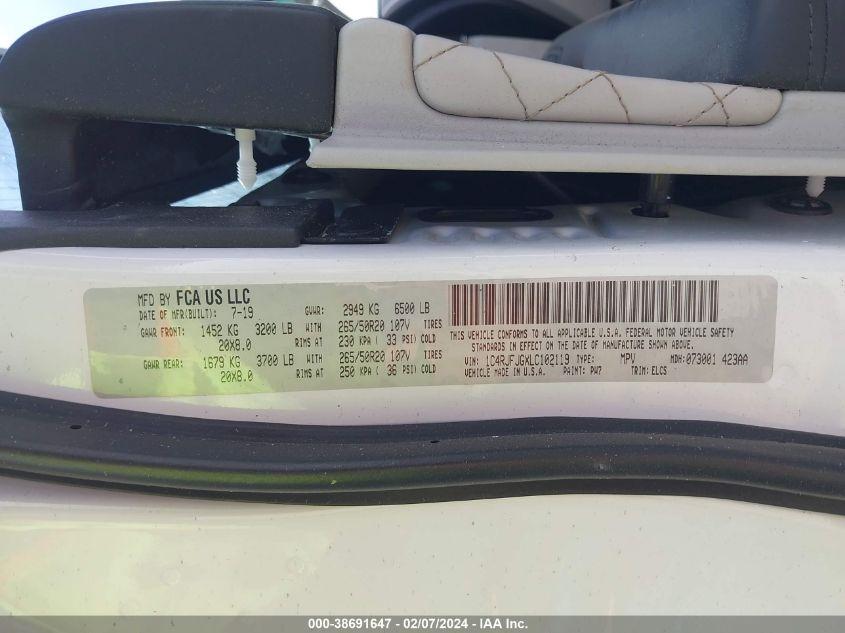 MFD BY FCA US LLC
DATE OF MFR(BUILT): 7-19 GVWR: 2949 KG 6500 LB
GAWR FRONT: 1452 KG 3200 LB WITH 265/50R20 107V TIRES
20X8.0 RIMS AT 230 KPA ( 33 PSI) COLD
GAWR REAR: 1679 KG 3700 LB WITH 265/50R20 107V TIRES
20X8.0 RIMS AT 250 KPA ( 36 PSI) COLD
THIS VEHICLE CONFORMS TO ALL APPLICABLE U.S.A. FEDERAL MOTOR VEHICLE SAFETY
STANDARDS IN EFFECT ON THE DATE OF MANUFACTURE SHOWN ABOVE.
VIN: 1C4RJFJGXLC102119 TYPE: MPV MDH: 073001 423AA
VEHICLE MADE IN U.S.A. PAINT: PW7 TRIM: ELCS
000-38691647 - 02/07/2024 - IAA Inc.